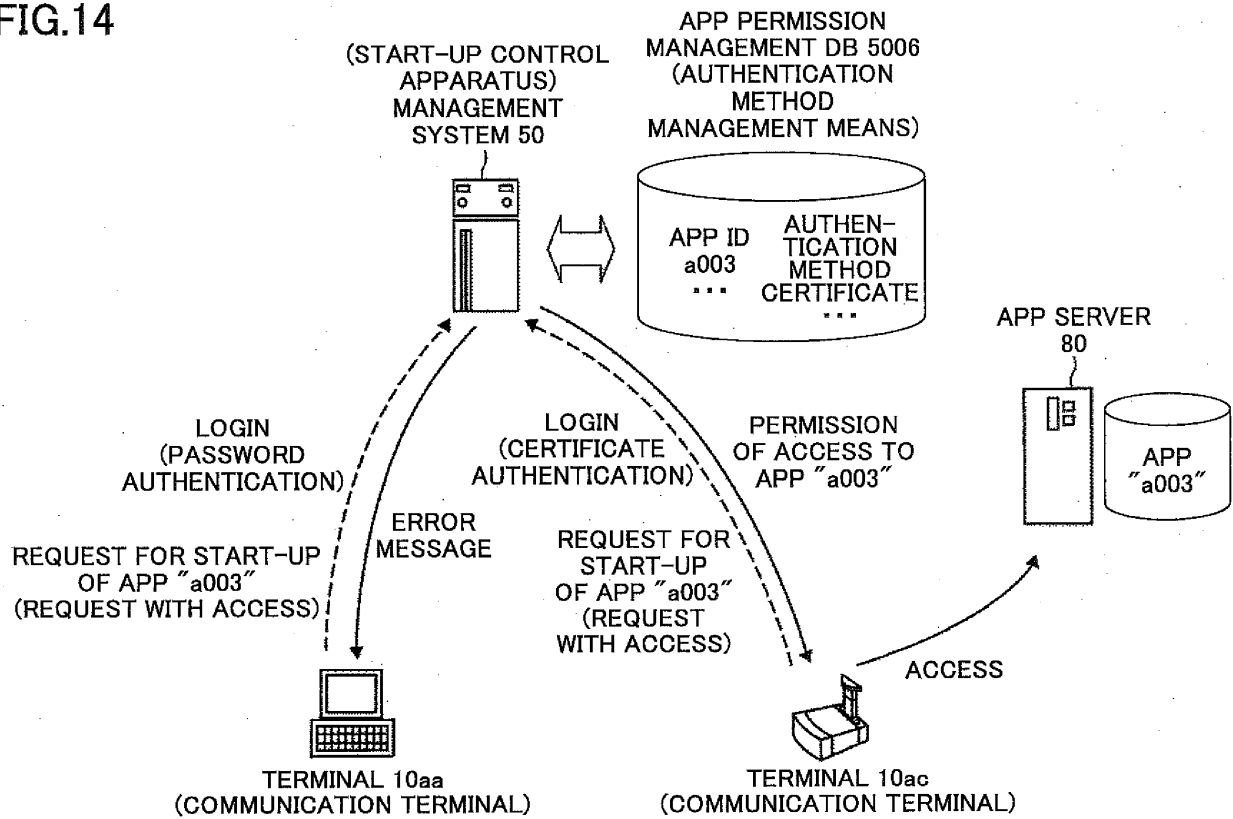 FIG.14
(START-UP CONTROL
APPARATUS)
MANAGEMENT
SYSTEM 50
APP PERMISSION
MANAGEMENT DB 5006
(AUTHENTICATION
METHOD
MANAGEMENT MEANS)
APP ID
a003
...
AUTHEN-
TICATION
METHOD
CERTIFICATE
...
APP SERVER
80
APP
"a003"
LOGIN
(PASSWORD
AUTHENTICATION)
REQUEST FOR START-UP
OF APP "a003"
(REQUEST WITH ACCESS)
ERROR
MESSAGE
LOGIN
(CERTIFICATE
AUTHENTICATION)
REQUEST FOR
START-UP
OF APP "a003"
(REQUEST
WITH ACCESS)
PERMISSION
OF ACCESS TO
APP "a003"
ACCESS
TERMINAL 10aa
(COMMUNICATION TERMINAL)
TERMINAL 10ac
(COMMUNICATION TERMINAL)